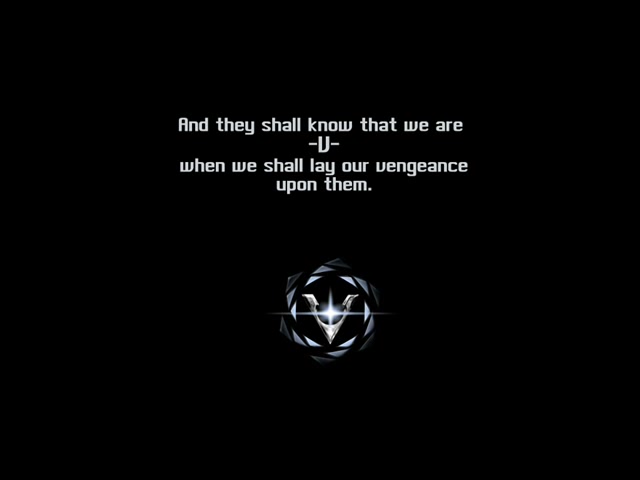 And they shall know that we are
-V-
when we shall lay our vengeance
upon them.